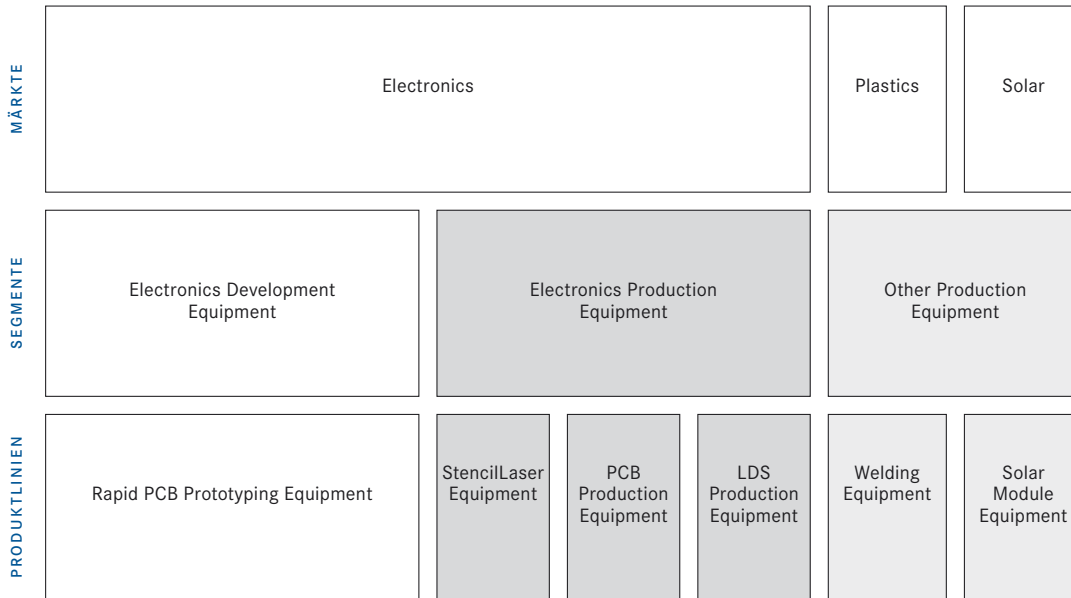 MÄRKTE
Electronics
Plastics
Solar
SEGMENTE
Electronics Development
Equipment
Electronics Production
Equipment
Other Production
Equipment
PRODUKTLINIEN
Rapid PCB Prototyping Equipment
StencilLaser
Equipment
PCB
Production
Equipment
LDS
Production
Equipment
Welding
Equipment
Solar
Module
Equipment